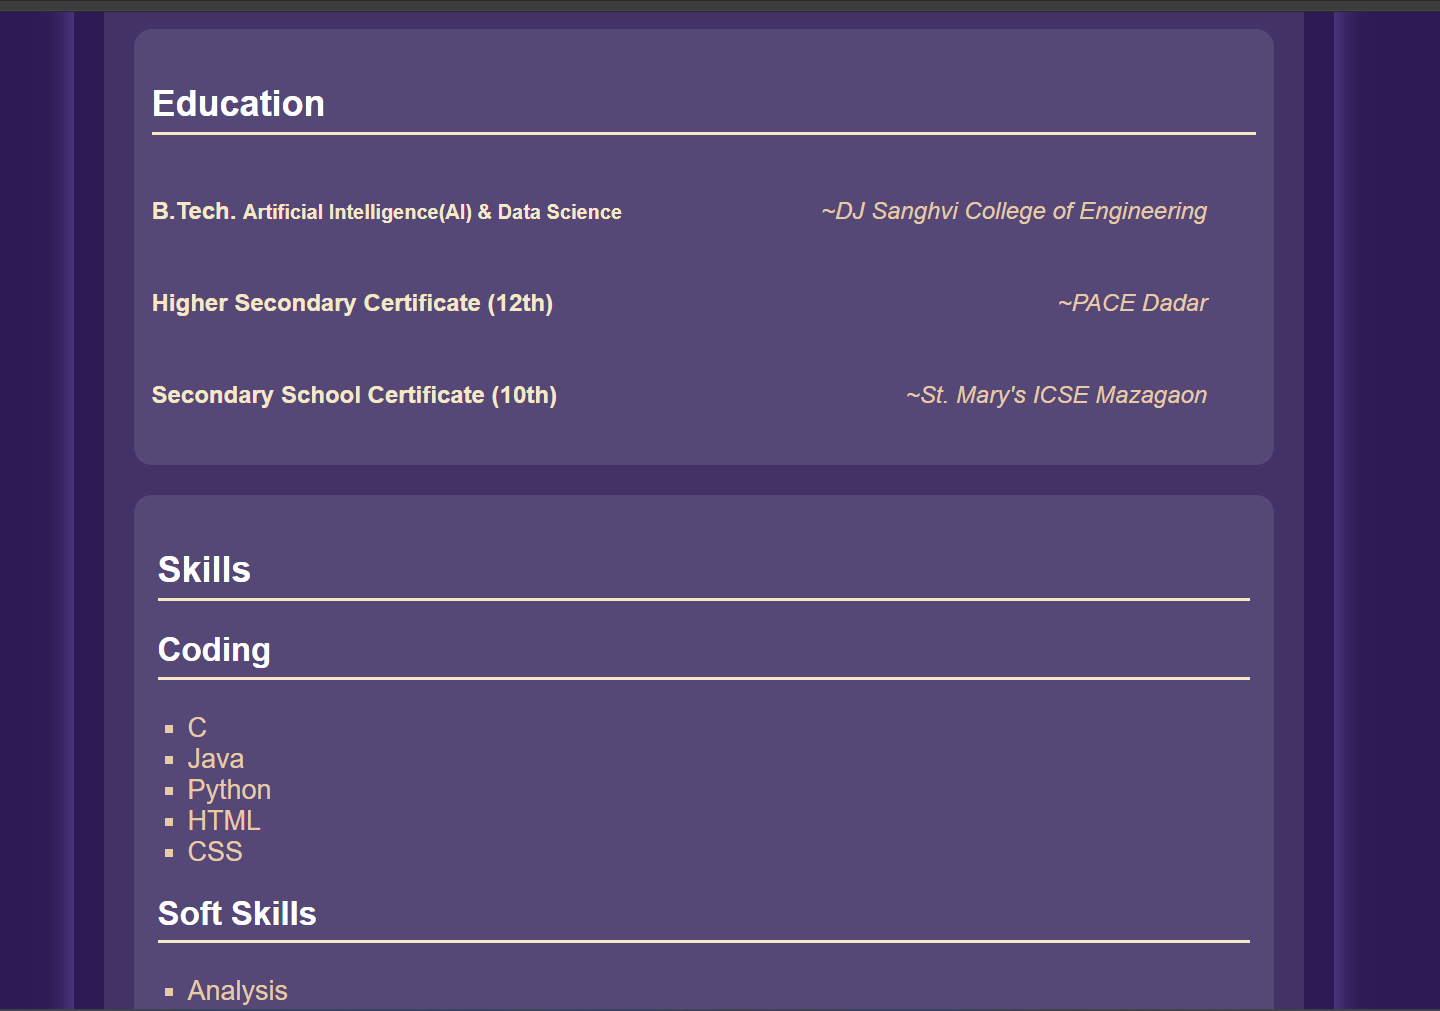 Education
B.Tech. Artificial Intelligence(AI) & Data Science ~DJ Sanghvi College of Engineering
Higher Secondary Certificate (12th) ~PACE Dadar
Secondary School Certificate (10th) ~St. Mary's ICSE Mazagaon
Skills
Coding
C
Java
Python
HTML
CSS
Soft Skills
Analysis